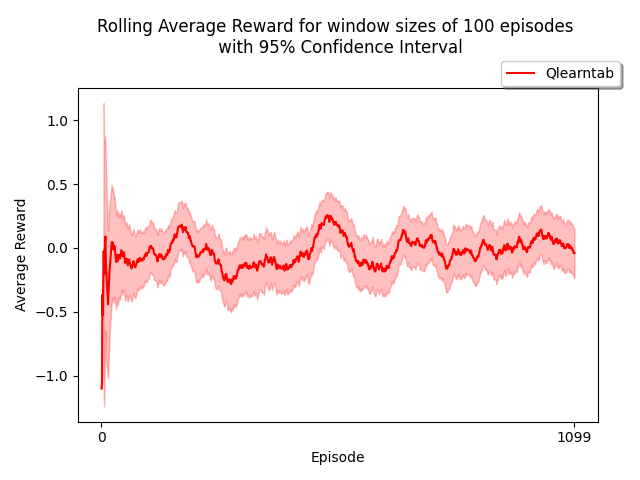 Rolling Average Reward for window sizes of 100 episodes
with 95% Confidence Interval
Qlearntab
1.0
0.5
0.0
−0.5
−1.0
Average Reward
0
1099
Episode